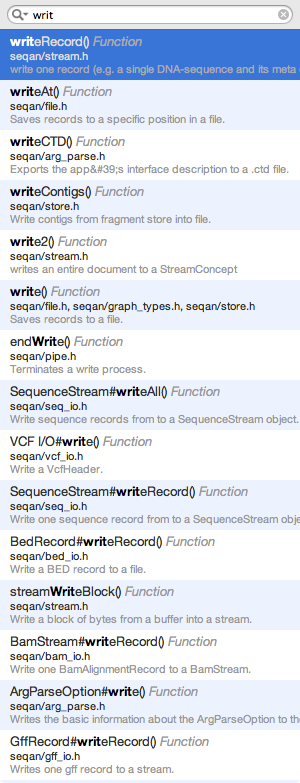 writ
writeRecord() Function
seqan/stream.h
write one record (e.g. a single DNA-sequence and its meta
writeAt() Function
seqan/file.h
Saves records to a specific position in a file.
writeCTD() Function
seqan/arg_parse.h
Exports the app&#39;s interface description to a .ctd file.
writeContigs() Function
seqan/store.h
Write contigs from fragment store into file.
write2() Function
seqan/stream.h
writes an entire document to a StreamConcept
write() Function
seqan/file.h, seqan/graph_types.h, seqan/store.h
Saves records to a file.
endWrite() Function
seqan/pipe.h
Terminates a write process.
SequenceStream#writeAll() Function
seqan/seq_io.h
Write sequence records from to a SequenceStream object.
VCF I/O#write() Function
seqan/vcf_io.h
Write a VcfHeader.
SequenceStream#writeRecord() Function
seqan/seq_io.h
Write one sequence record from to a SequenceStream obje
BedRecord#writeRecord() Function
seqan/bed_io.h
Write a BED record to a file.
streamWriteBlock() Function
seqan/stream.h
Write a block of bytes from a buffer into a stream.
BamStream#writeRecord() Function
seqan/bam_io.h
Write one BamAlignmentRecord to a BamStream.
ArgParseOption#write() Function
seqan/arg_parse.h
Writes the basic information about the ArgParseOption to the
GffRecord#writeRecord() Function
seqan/gff_io.h
Writes one gff record to a stream.